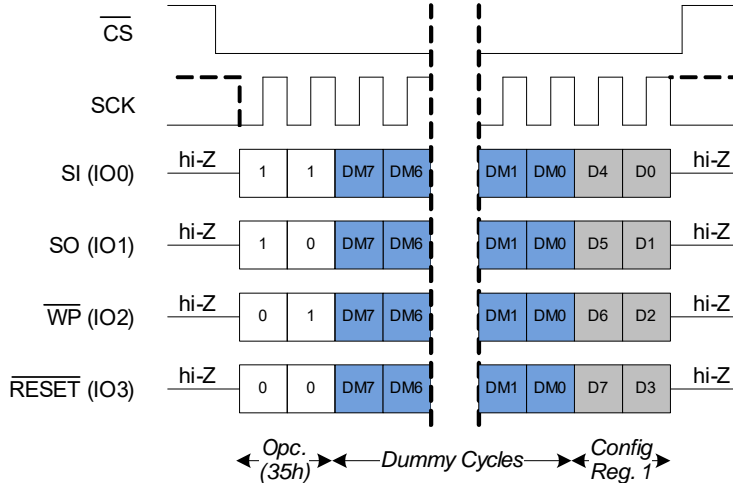 CS
SCK
SI (IO0) hi-Z 1 1 DM7 DM6 DM1 DM0 D4 D0 hi-Z
SO (IO1) hi-Z 1 0 DM7 DM6 DM1 DM0 D5 D1 hi-Z
WP (IO2) hi-Z 0 1 DM7 DM6 DM1 DM0 D6 D2 hi-Z
RESET (IO3) hi-Z 0 0 DM7 DM6 DM1 DM0 D7 D3 hi-Z
Opc. (35h) Dummy Cycles Config Reg. 1